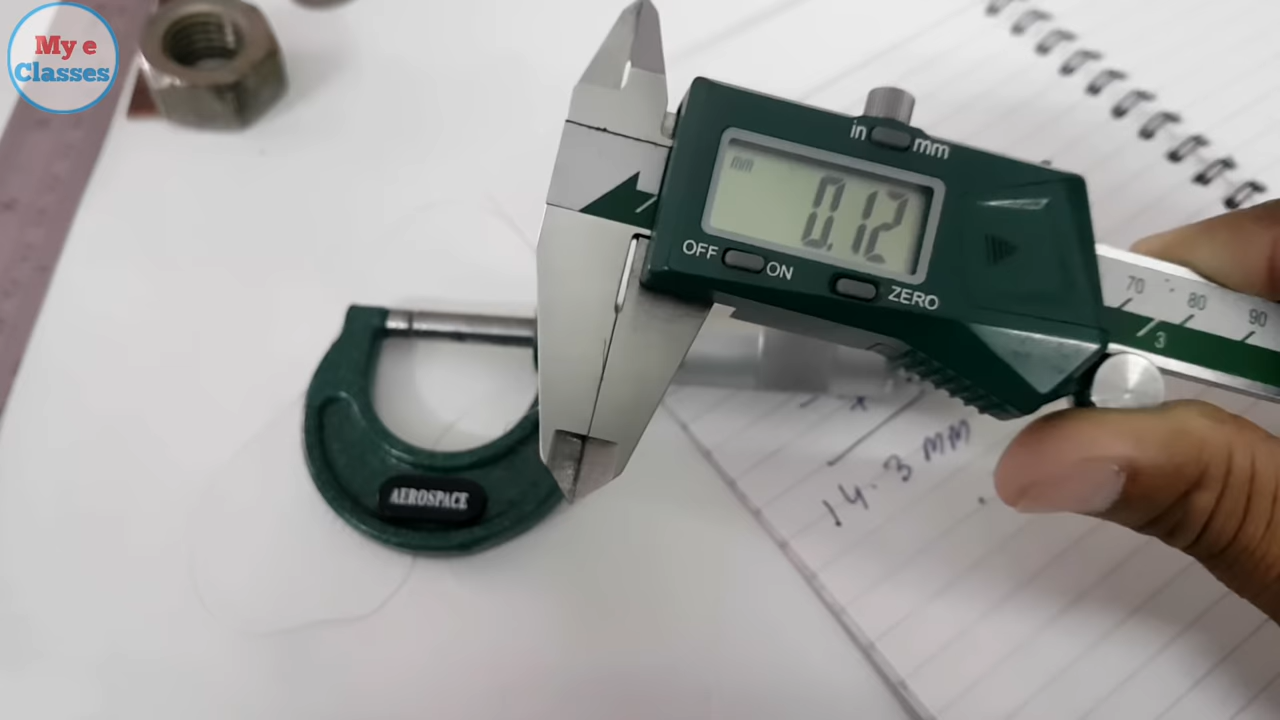 My e
Classes
in mm
mm
0.12
OFF ON
ZERO
70 80 90
3
AEROSPACE
14.3 MM